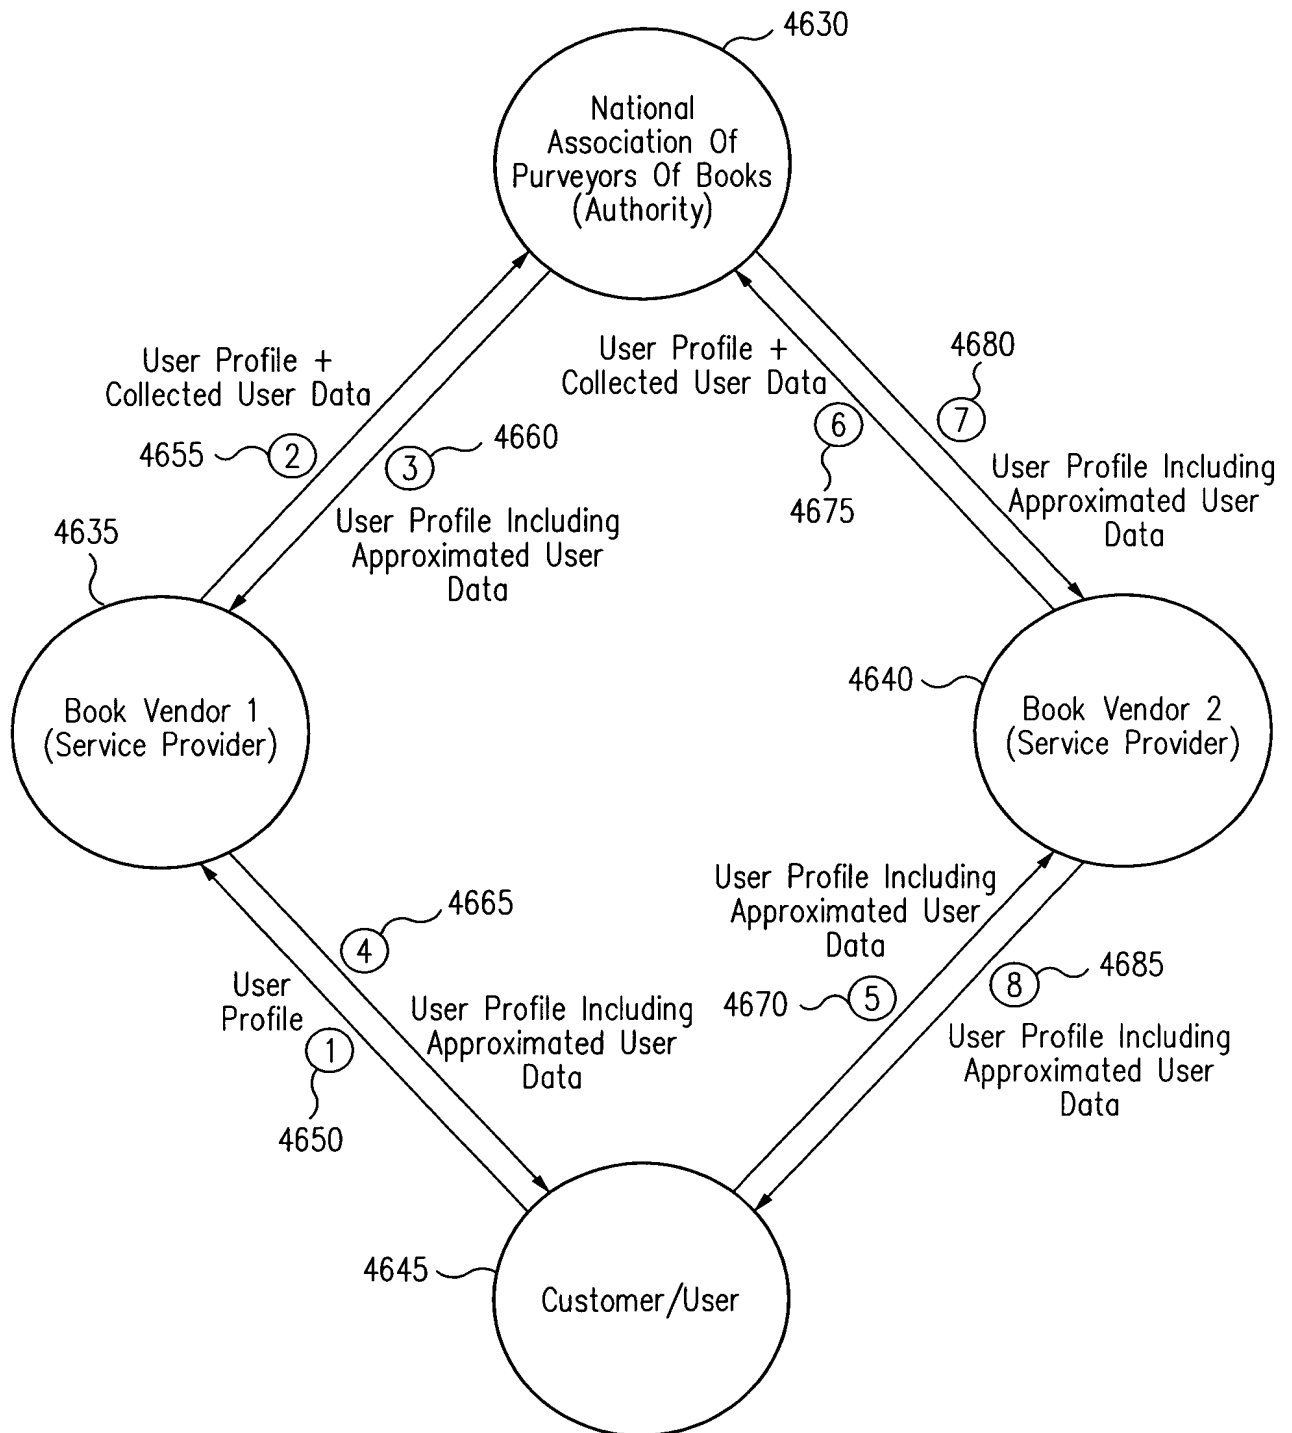 4630
National
Association Of
Purveyors Of Books
(Authority)
User Profile +
Collected User Data
4655
2
3
4660
User Profile Including
Approximated User
Data
User Profile +
Collected User Data
6
4675
4680
7
User Profile Including
Approximated User
Data
4635
Book Vendor 1
(Service Provider)
4640
Book Vendor 2
(Service Provider)
4665
4
User Profile Including
Approximated User
Data
User
Profile
1
4650
User Profile Including
Approximated User
Data
4670
5
8
4685
User Profile Including
Approximated User
Data
4645
Customer/User